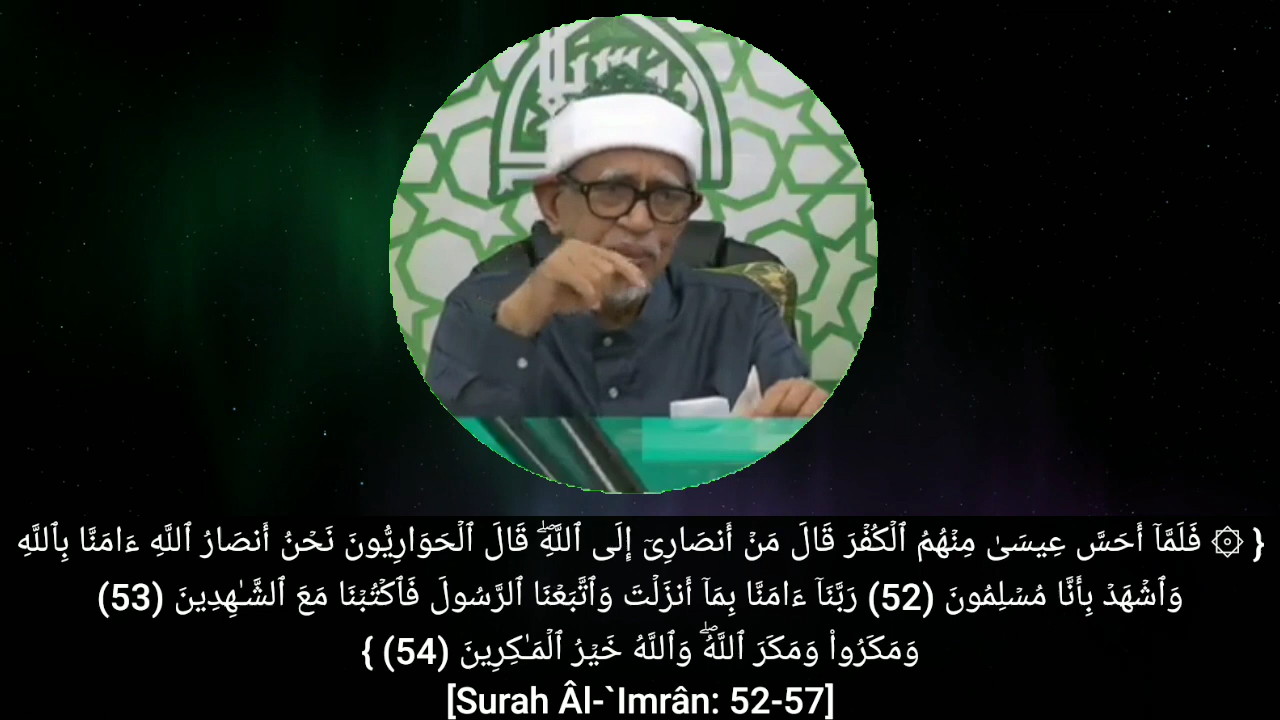 { ۞ فَلَمَّآ أَحَسَّ عِيسَىٰ مِنۡهُمُ ٱلۡكُفۡرَ قَالَ مَنۡ أَنصَارِيٓ إِلَى ٱللَّهِۖ قَالَ ٱلۡحَوَارِيُّونَ نَحۡنُ أَنصَارُ ٱللَّهِ ءَامَنَّا بِٱللَّهِ
وَٱشۡهَدۡ بِأَنَّا مُسۡلِمُونَ (52) رَبَّنَآ ءَامَنَّا بِمَآ أَنزَلۡتَ وَٱتَّبَعۡنَا ٱلرَّسُولَ فَٱكۡتُبۡنَا مَعَ ٱلشَّـٰهِدِينَ (53)
وَمَكَرُواْ وَمَكَرَ ٱللَّهُۖ وَٱللَّهُ خَيۡرُ ٱلۡمَـٰكِرِينَ (54) }
[Surah Âl-`Imrân: 52-57]